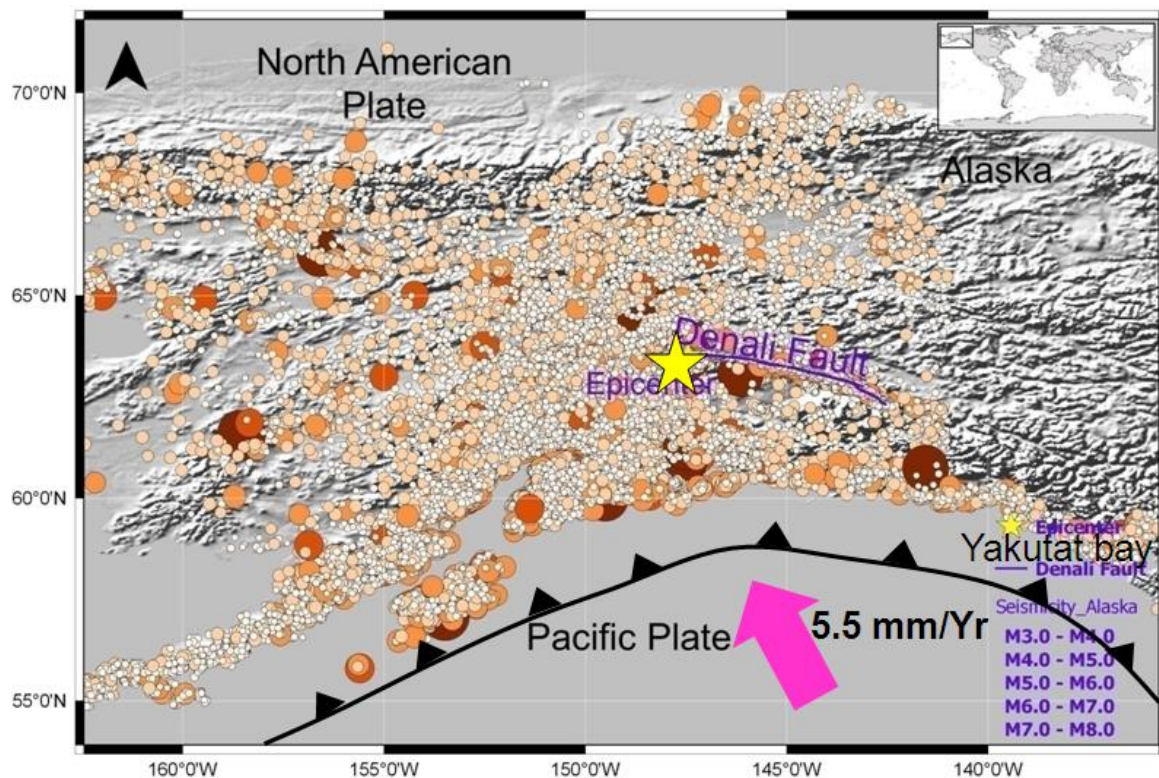 North American
Plate
Alaska
70°0'N
65°0'N
60°0'N
55°0'N
Denali Fault
Epicenter
Epicenter
Yakutat bay
Denali Fault
Seismicity_Alaska
M3.0 - M4.0
M4.0 - M5.0
M5.0 - M6.0
M6.0 - M7.0
M7.0 - M8.0
Pacific Plate
5.5 mm/Yr
160°0'W
155°0'W
150°0'W
145°0'W
140°0'W